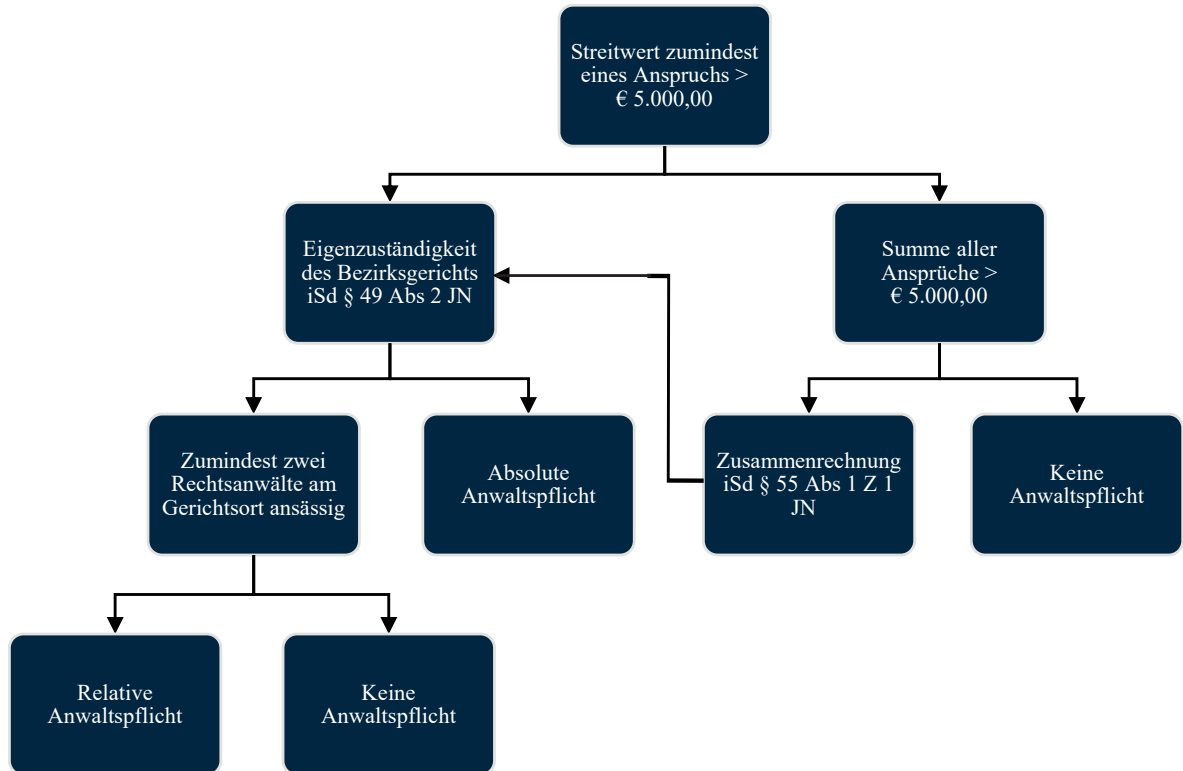 Streitwert zumindest
eines Anspruchs >
€ 5.000,00
Eigenzuständigkeit
des Bezirksgerichts
iSd § 49 Abs 2 JN
Summe aller
Ansprüche >
€ 5.000,00
Zumindest zwei
Rechtsanwälte am
Gerichtsort ansässig
Absolute
Anwaltspflicht
Zusammenrechnung
iSd § 55 Abs 1 Z 1
JN
Keine
Anwaltspflicht
Relative
Anwaltspflicht
Keine
Anwaltspflicht